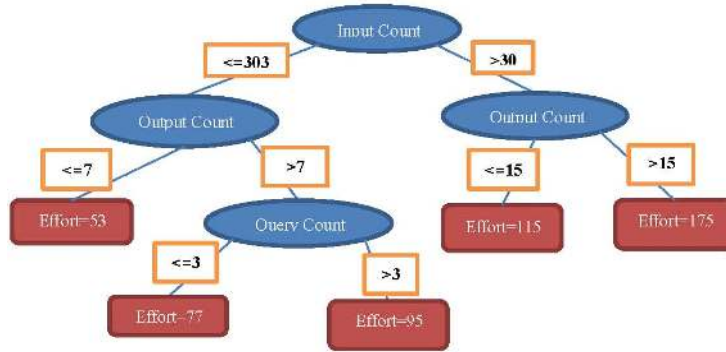 Input Count
<=303
>30
Output Count
Output Count
<=7
>7
<=15
>15
Effort=53
Query Count
Effort=115
Effort=175
<=3
>3
Effort=77
Effort=95